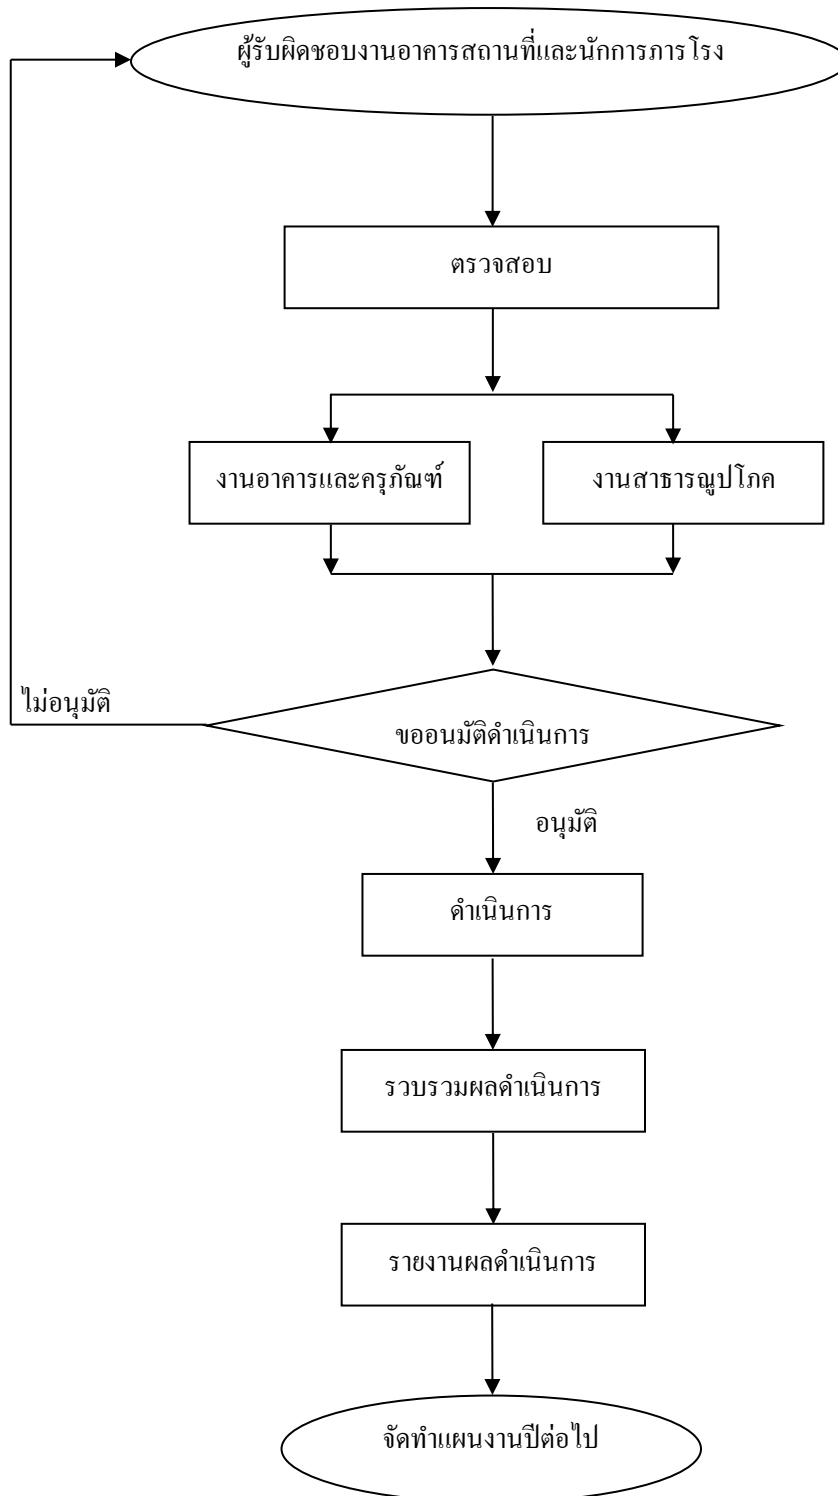 ผู้รับผิดชอบงานอาคารสถานที่และนักการภารโรง
ตรวจสอบ
งานอาคารและครุภัณฑ์
งานสาธารณูปโภค
ไม่อนุมัติ
ขออนมัติดำเนินการ
อนุมัติ
ดำเนินการ
รวบรวมผลดำเนินการ
รายงานผลดำเนินการ
จัดทำแผนงานปีต่อไป